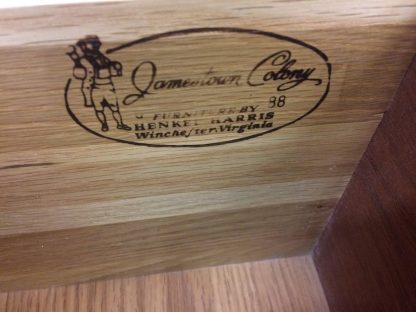 Jamestown Colony
88
FURNITURE BY
HENKEL HARRIS
Winchester, Virginia